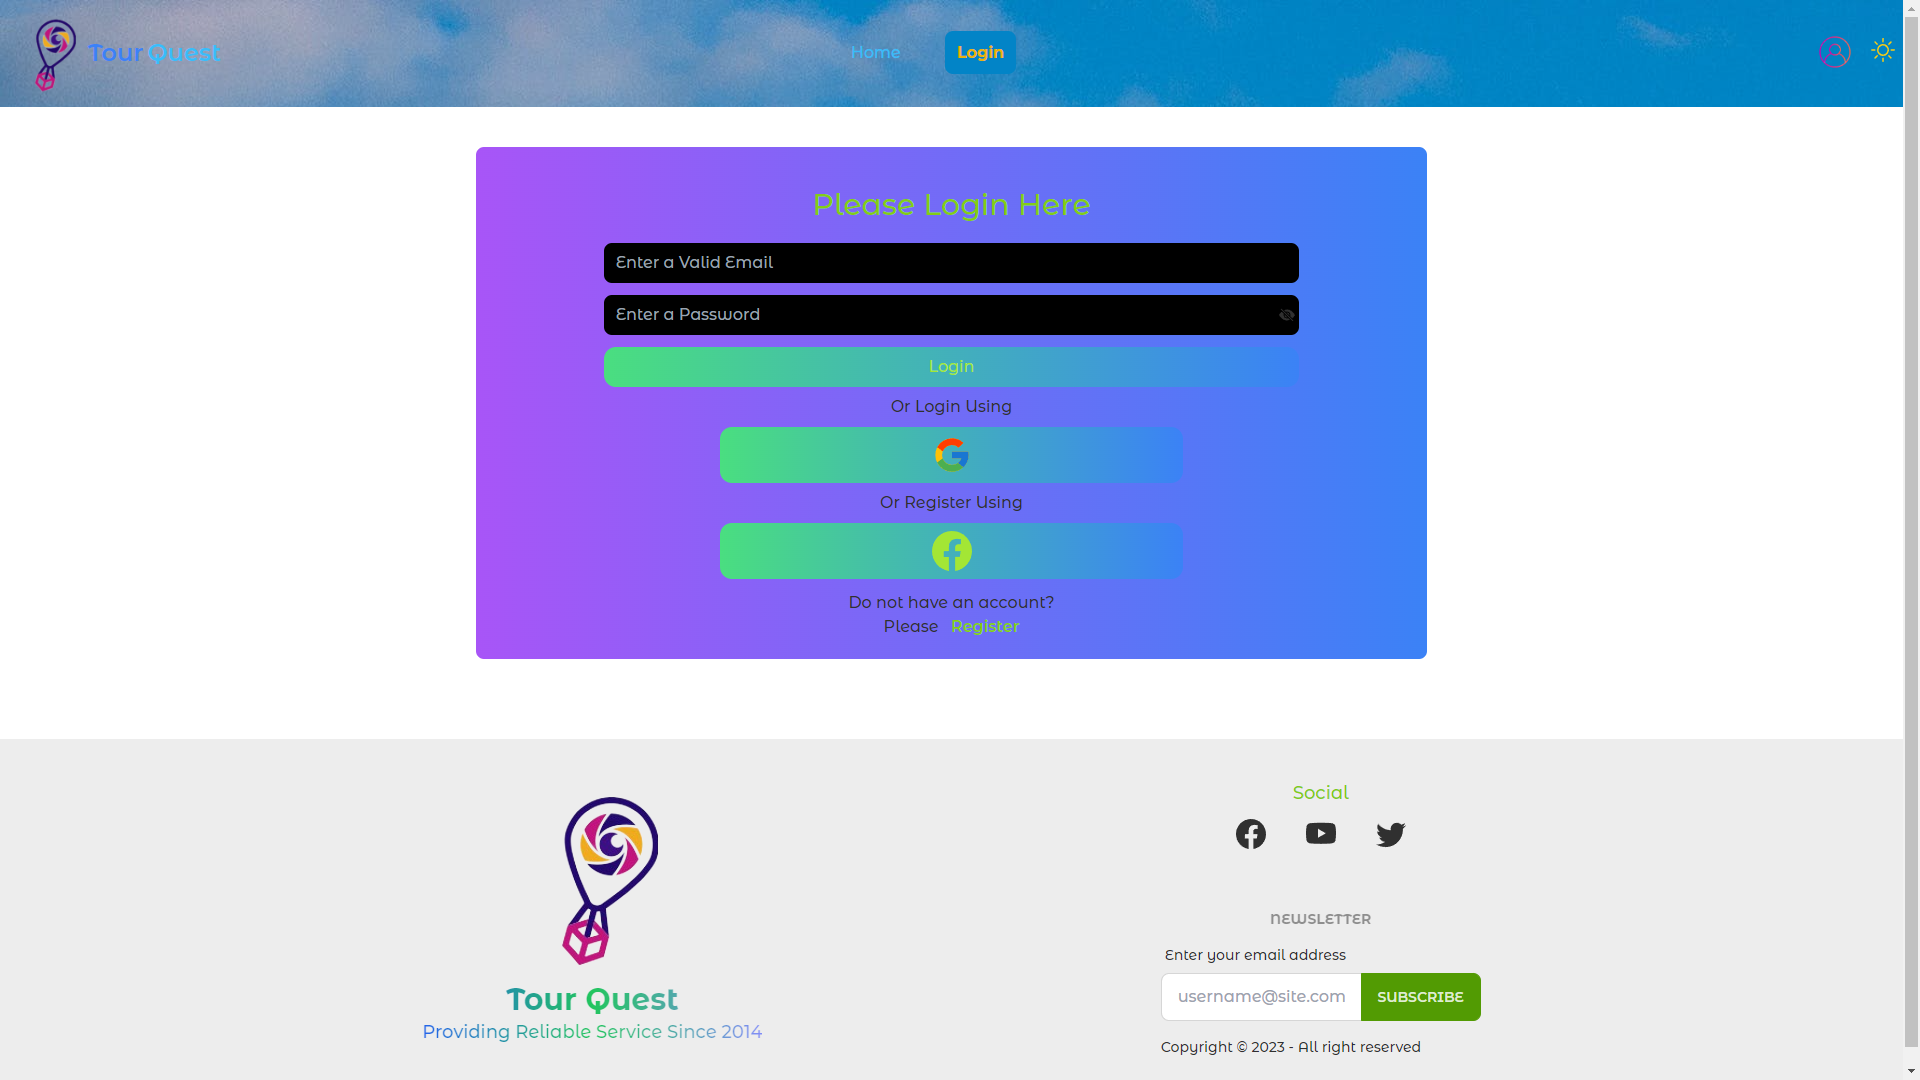 Tour Quest
Home
Login
Please Login Here
Enter a Valid Email
Enter a Password
Login
Or Login Using
Or Register Using
Do not have an account?
Please Register
Tour Quest
Providing Reliable Service Since 2014
Social
NEWSLETTER
Enter your email address
username@site.com
SUBSCRIBE
Copyright © 2023 - All right reserved